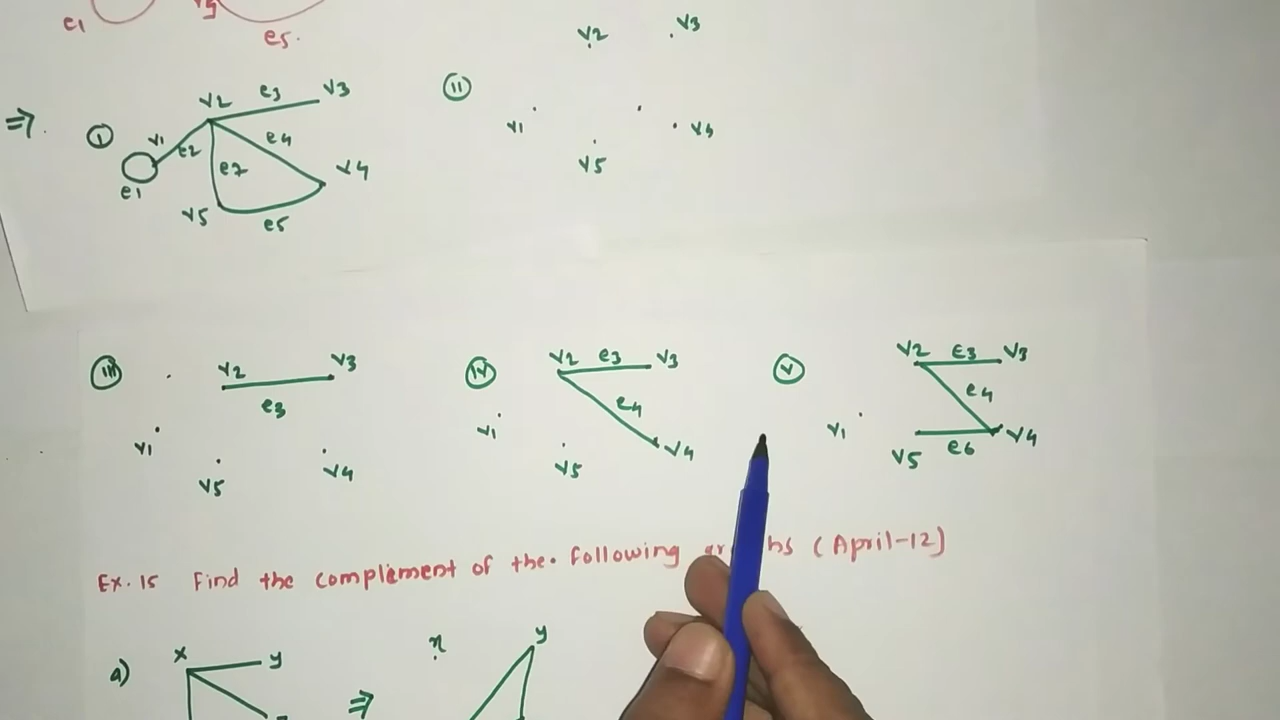 e1 v5
e5.
v2 v3
⇒ (i) v1 v2 e3 v3 (ii)
e1 e2 e7 e4 v4 v1 v4
v5 e5 v5
(iii) v2 v3 (iv) v2 e3 v3 (v) v2 e3 v3
v1 e3 v1 e4 v1 e4
v5 v4 v5 v4 v5 e6 v4
Ex. 15 Find the complement of the following (April-12)
a) x y ⇒ x y